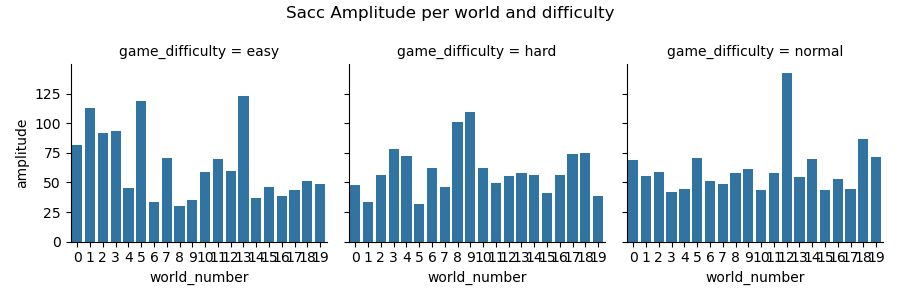 Sacc Amplitude per world and difficulty
game_difficulty = easy
game_difficulty = hard
game_difficulty = normal
amplitude
125
100
75
50
25
0
0 1 2 3 4 5 6 7 8 9 10 11 12 13 14 15 16 17 18 19
0 1 2 3 4 5 6 7 8 9 10 11 12 13 14 15 16 17 18 19
0 1 2 3 4 5 6 7 8 9 10 11 12 13 14 15 16 17 18 19
world_number
world_number
world_number